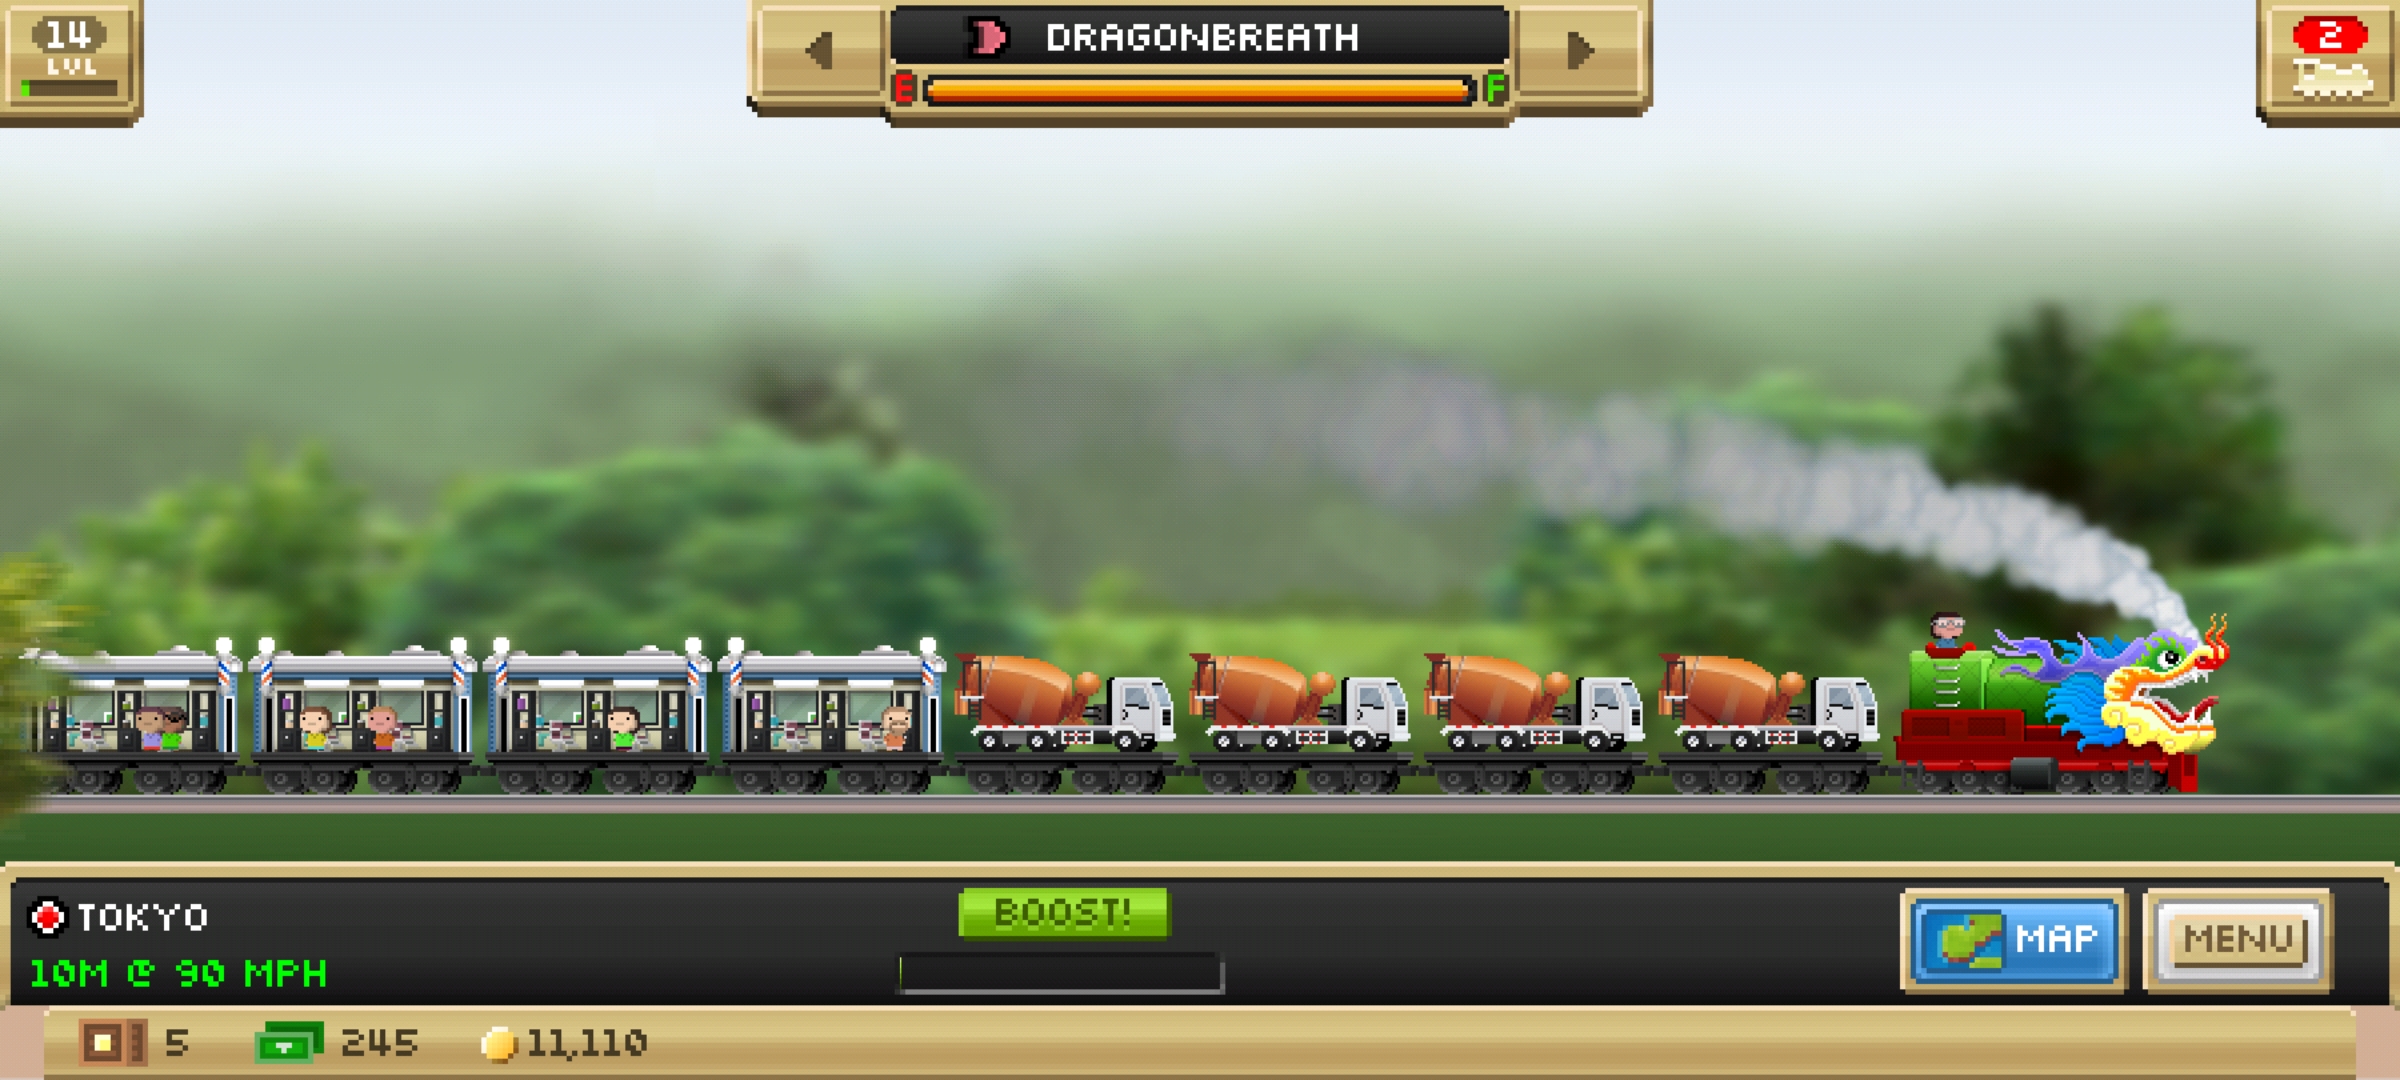 14
LVL
DRAGONBREATH
E F
2
TOKYO
10M @ 90 MPH
BOOST!
MAP
MENU
5
245
11,110